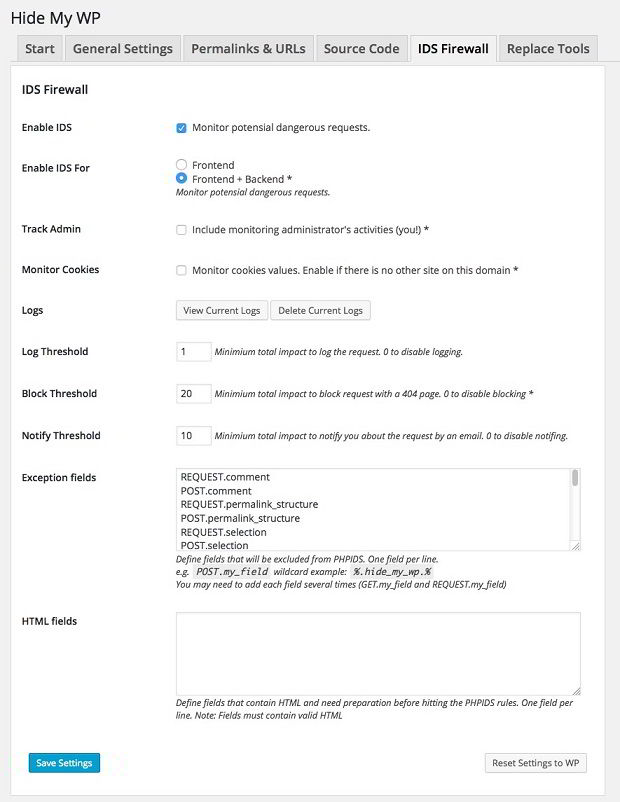 Hide My WP
Start
General Settings
Permalinks & URLs
Source Code
IDS Firewall
Replace Tools
IDS Firewall
Enable IDS
Monitor potensial dangerous requests.
Enable IDS For
Frontend
Frontend + Backend *
Monitor potensial dangerous requests.
Track Admin
Include monitoring administrator's activities (you!) *
Monitor Cookies
Monitor cookies values. Enable if there is no other site on this domain *
Logs
View Current Logs
Delete Current Logs
Log Threshold
1
Minimum total impact to log the request. 0 to disable logging.
Block Threshold
20
Minimum total impact to block request with a 404 page. 0 to disable blocking *
Notify Threshold
10
Minimum total impact to notify you about the request by an email. 0 to disable notifing.
Exception fields
REQUEST.comment
POST.comment
REQUEST.permalink_structure
POST.permalink_structure
REQUEST.selection
POST.selection
Define fields that will be excluded from PHPIDS. One field per line.
e.g. POST.my_field wildcard example: %.hide_my_wp.%
You may need to add each field several times (GET.my_field and REQUEST.my_field)
HTML fields
Define fields that contain HTML and need preparation before hitting the PHPIDS rules. One field per
line. Note: Fields must contain valid HTML
Save Settings
Reset Settings to WP